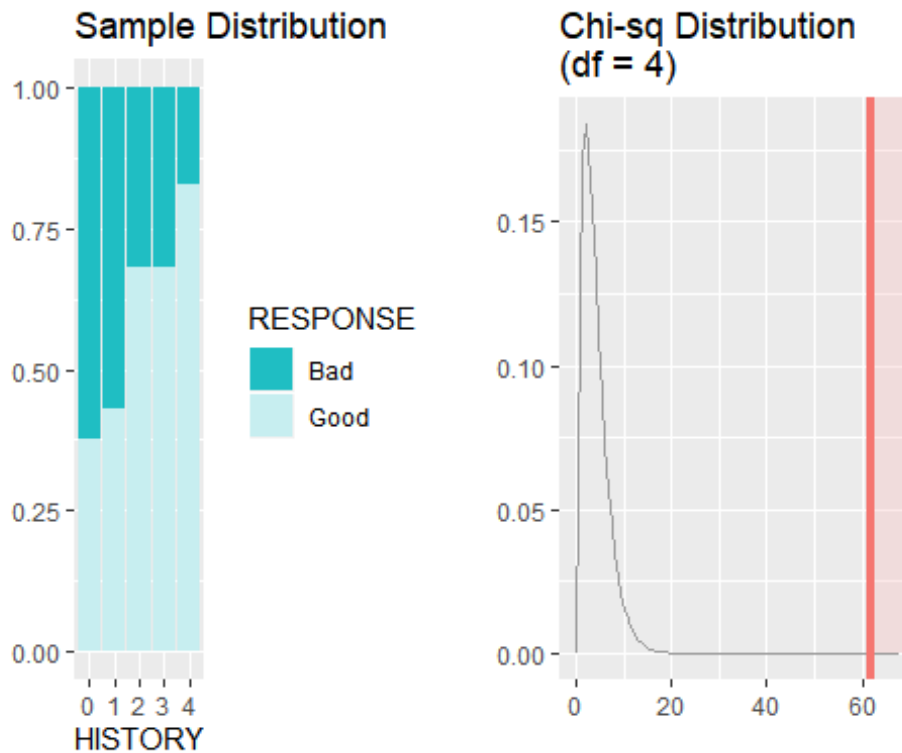 Sample Distribution
1.00
0.75
0.50
0.25
0.00
0 1 2 3 4
HISTORY
RESPONSE
Bad
Good
Chi-sq Distribution
(df = 4)
0.15
0.10
0.05
0.00
0 20 40 60